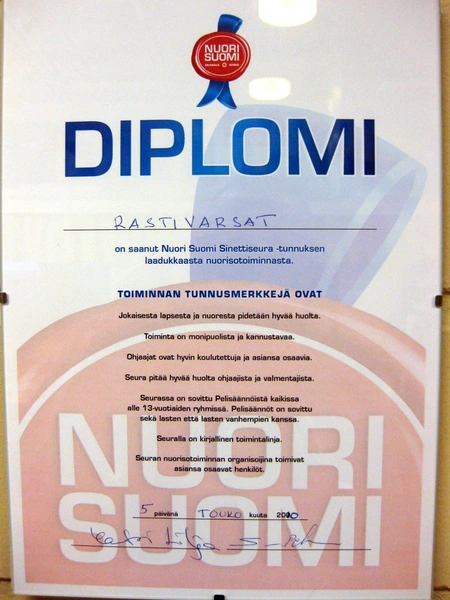 NUORI
SUOMI
DIPLOMI
RASTIVARSAT
on saanut Nuori Suomi Sinettiseura -tunnuksen
laadukkaasta nuorisotoiminnasta.
TOIMINNAN TUNNUSMERKKEJÄ OVAT
Jokaisesta lapsesta ja nuoresta pidetään hyvää huolta.
Toiminta on monipuolista ja kannustavaa.
Ohjaajat ovat hyvin koulutettuja ja asiansa osaavia.
Seura pitää hyvää huolta ohjaajista ja valmentajista.
Seurassa on sovittu Pelisäännöistä kaikissa
alle 13-vuotiaiden ryhmissä. Pelisäännöt on sovittu
sekä lasten että lasten vanhempien kanssa.
Seuralla on kirjallinen toimintalinja.
Seuran nuorisotoiminnan organisoijina toimivat
asiansa osaavat henkilöt.
NUORI
SUOMI
5 päivänä TOUKO kuuta 2010